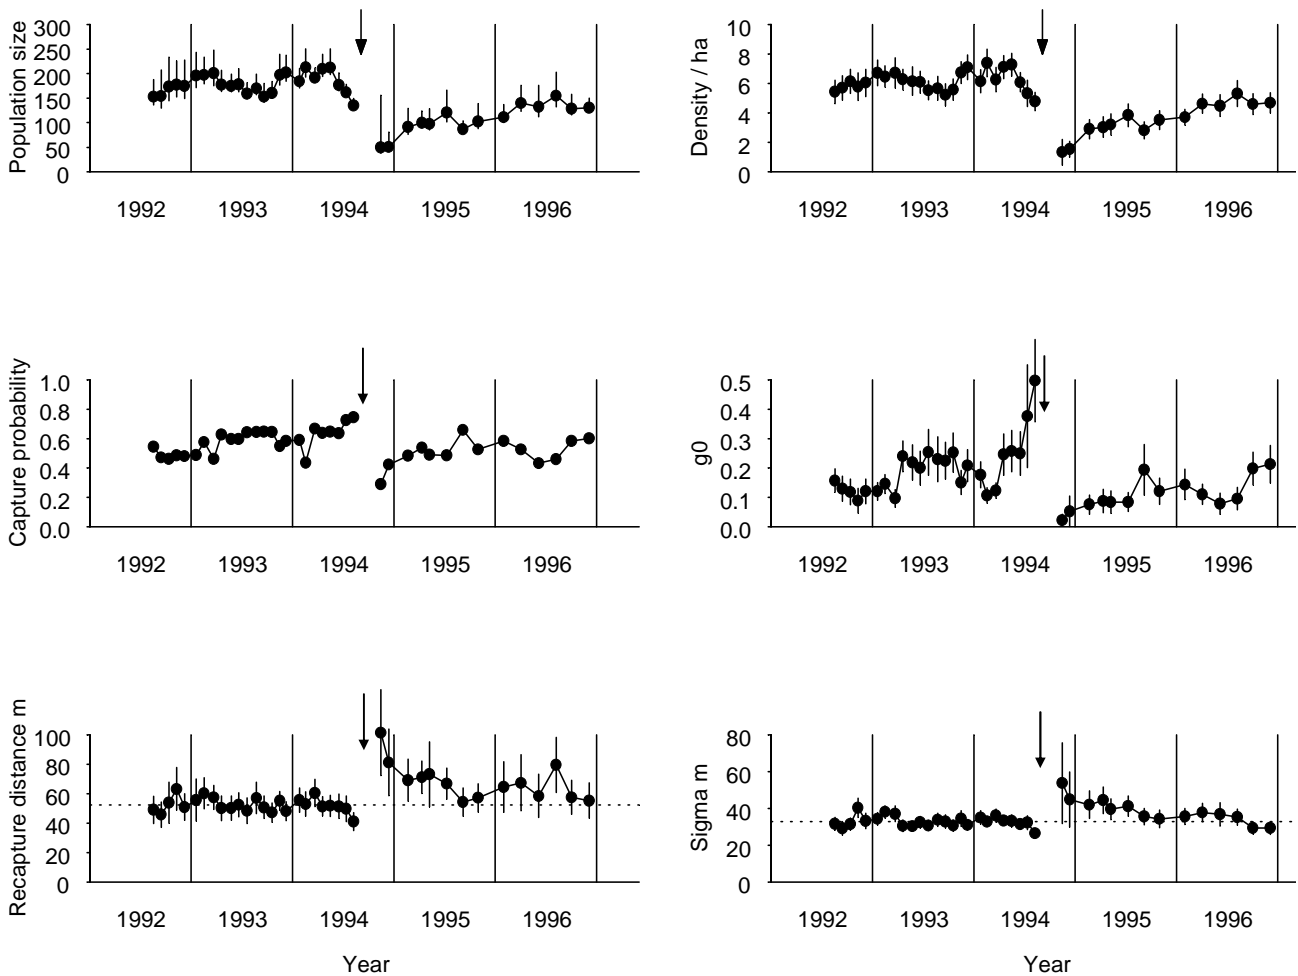 Population size
300
250
200
150
100
50
0
1992 1993 1994 1995 1996
Density / ha
10
8
6
4
2
0
1992 1993 1994 1995 1996
Capture probability
1.0
0.8
0.6
0.4
0.2
0.0
1992 1993 1994 1995 1996
g0
0.5
0.4
0.3
0.2
0.1
0.0
1992 1993 1994 1995 1996
Recapture distance m
100
80
60
40
20
0
1992 1993 1994 1995 1996
Year
Sigma m
80
60
40
20
0
1992 1993 1994 1995 1996
Year